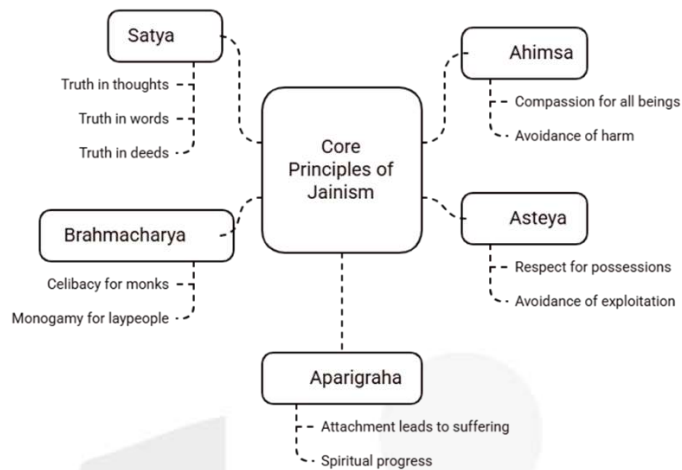 Satya
Truth in thoughts
Truth in words
Truth in deeds
Ahimsa
Compassion for all beings
Avoidance of harm
Core
Principles of
Jainism
Brahmacharya
Celibacy for monks
Monogamy for laypeople
Asteya
Respect for possessions
Avoidance of exploitation
Aparigraha
Attachment leads to suffering
Spiritual progress